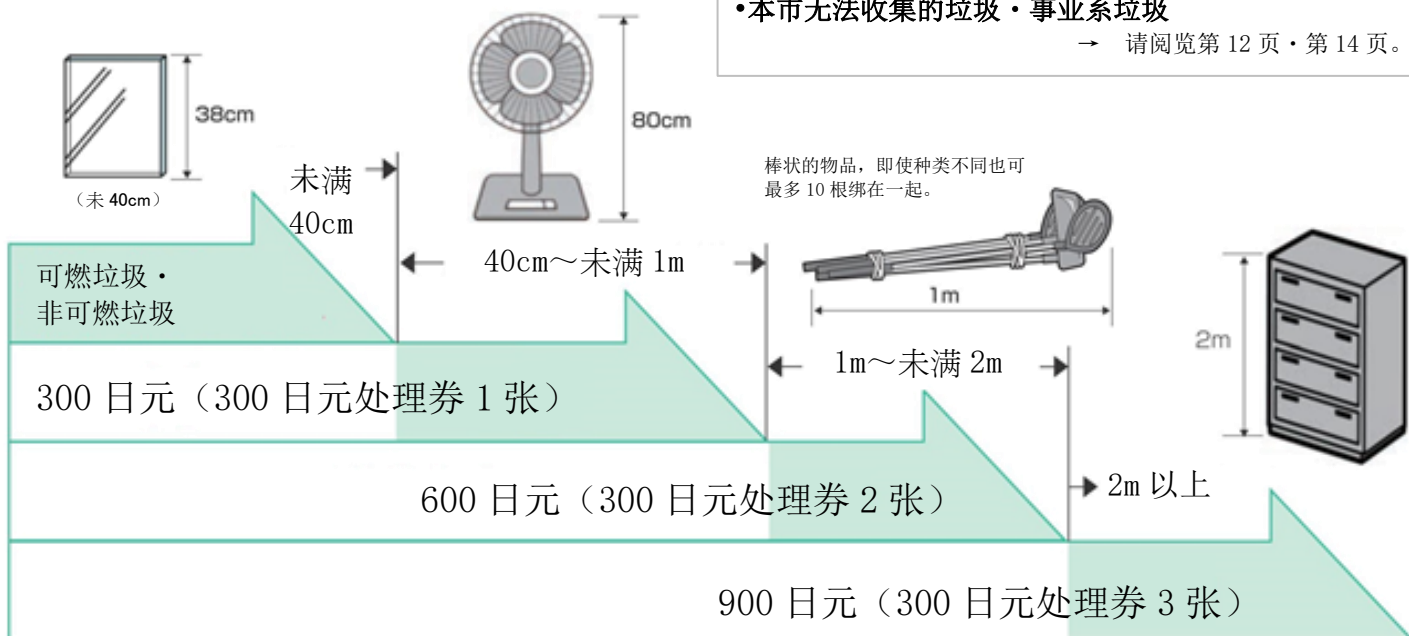 •本市无法收集的垃圾・事业系垃圾
→ 请阅览第 12 页・第 14 页。
38cm
（未 40cm）
80cm
未满
40cm
40cm～未满 1m
棒状的物品，即使种类不同也可
最多 10 根绑在一起。
1m
2m
可燃垃圾・
非可燃垃圾
1m～未满 2m
300 日元（300 日元处理券 1 张）
600 日元（300 日元处理券 2 张）
2m 以上
900 日元（300 日元处理券 3 张）